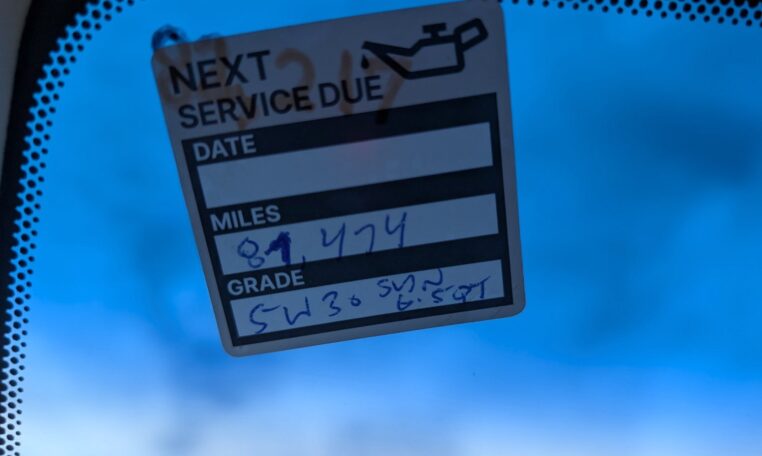 NEXT
SERVICE DUE
DATE
MILES
81,474
GRADE
5W30 SYN
6.5QT